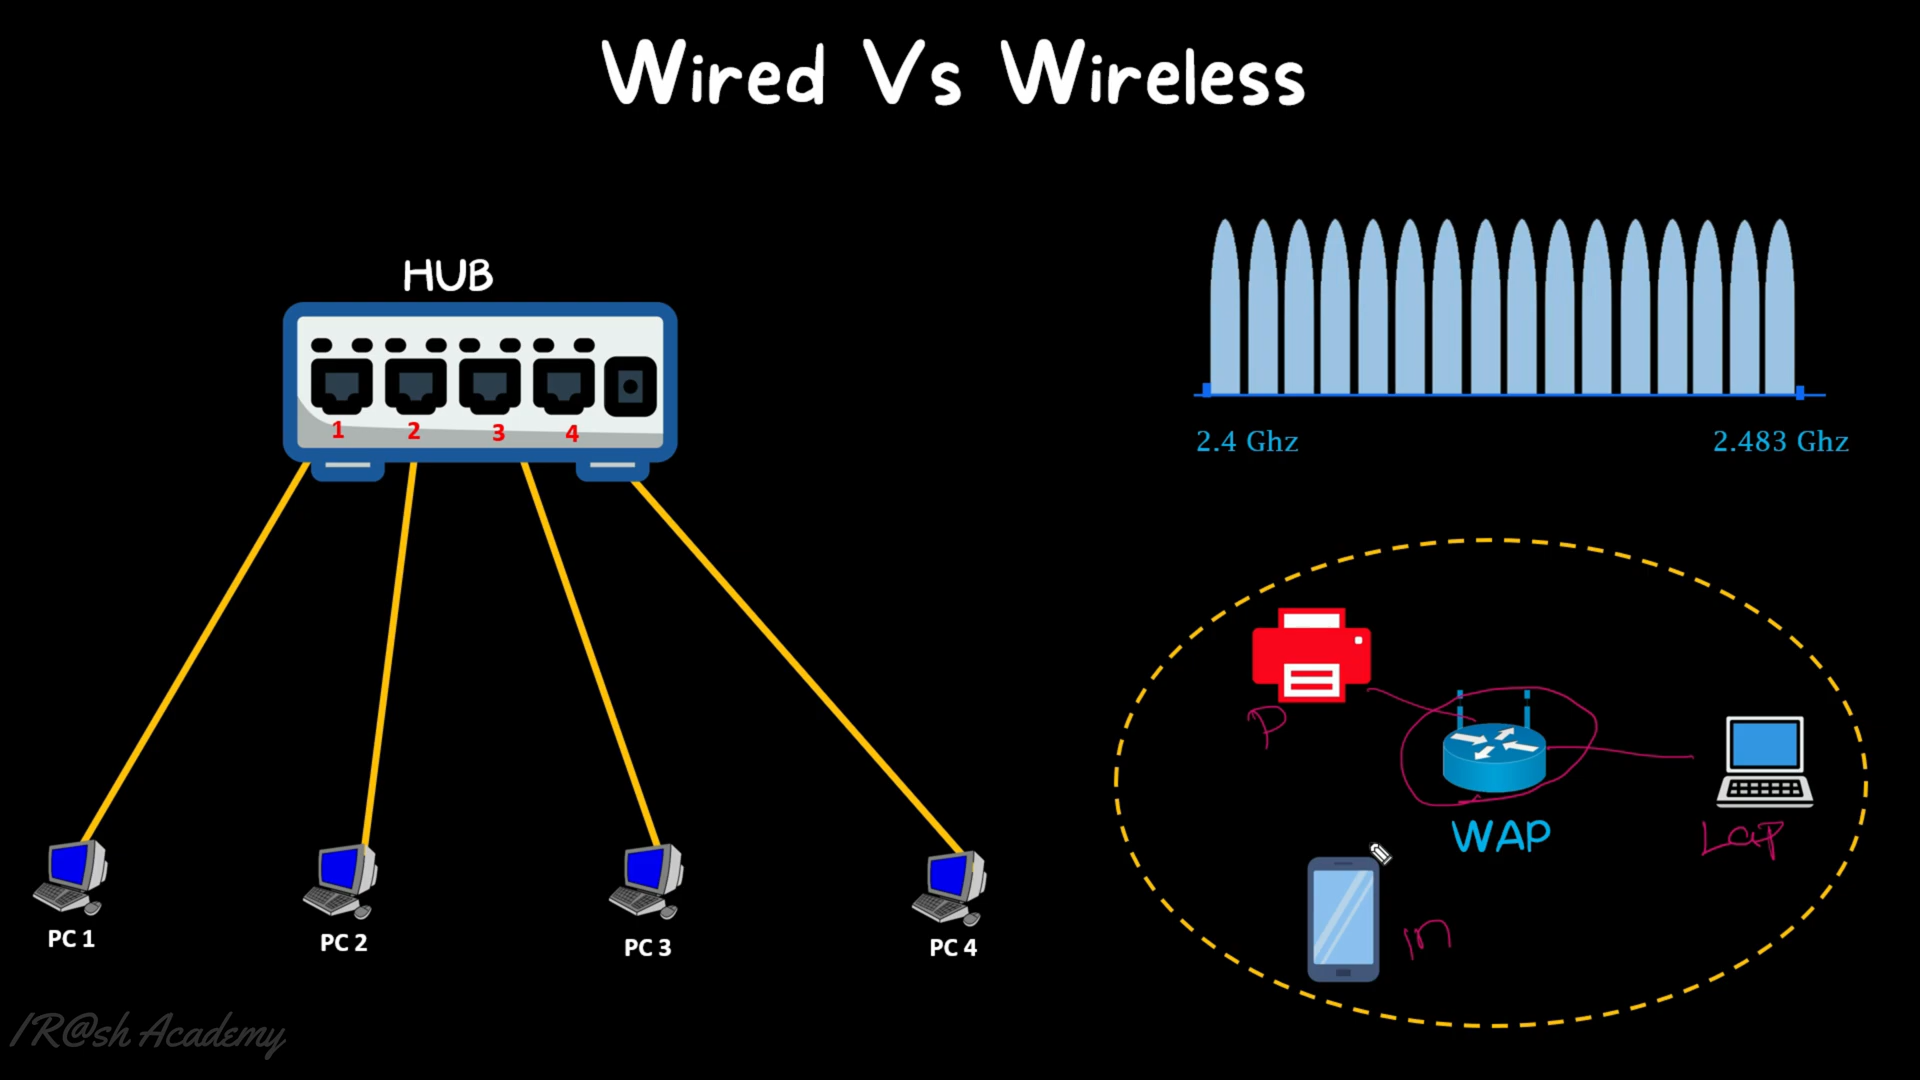 Wired Vs Wireless
HUB
1 2 3 4
2.4 Ghz
2.483 Ghz
P
WAP
Lap
m
PC 1
PC 2
PC 3
PC 4
/R@sh Academy